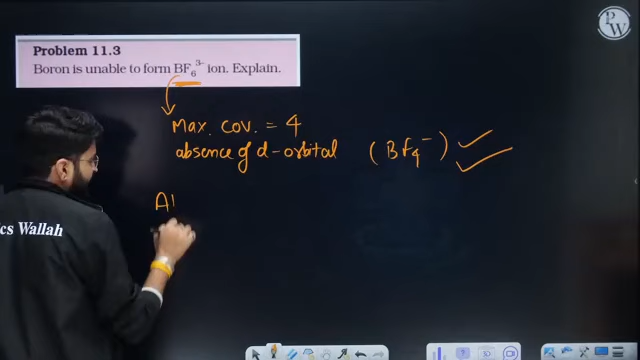 PW
Problem 11.3
Boron is unable to form BF₆³⁻ ion. Explain.
Max. cov. = 4
absence of d-orbital (BF₄⁻)
Al
cs Wallah